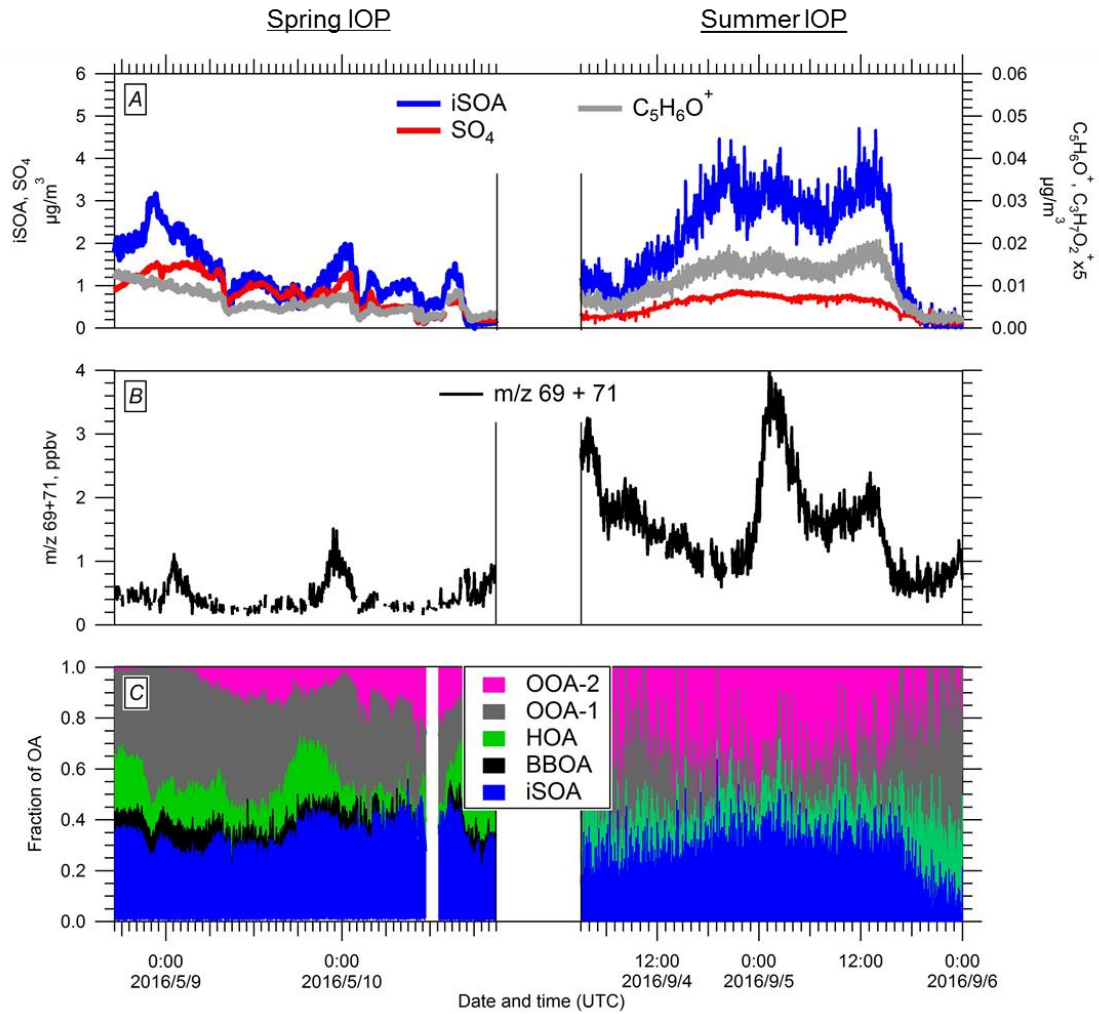 Spring IOP
Summer IOP
A
iSOA
SO4
C5H6O+
6
5
4
3
2
1
0
iSOA, SO4
µg/m3
0.06
0.05
0.04
0.03
0.02
0.01
0.00
C5H6O+, C3H7O2+x5
µg/m3
B
m/z 69 + 71
4
3
2
1
0
m/z 69+71, ppbv
C
OOA-2
OOA-1
HOA
BBOA
iSOA
1.0
0.8
0.6
0.4
0.2
0.0
Fraction of OA
0:00
2016/5/9
0:00
2016/5/10
12:00
2016/9/4
0:00
2016/9/5
12:00
0:00
2016/9/6
Date and time (UTC)